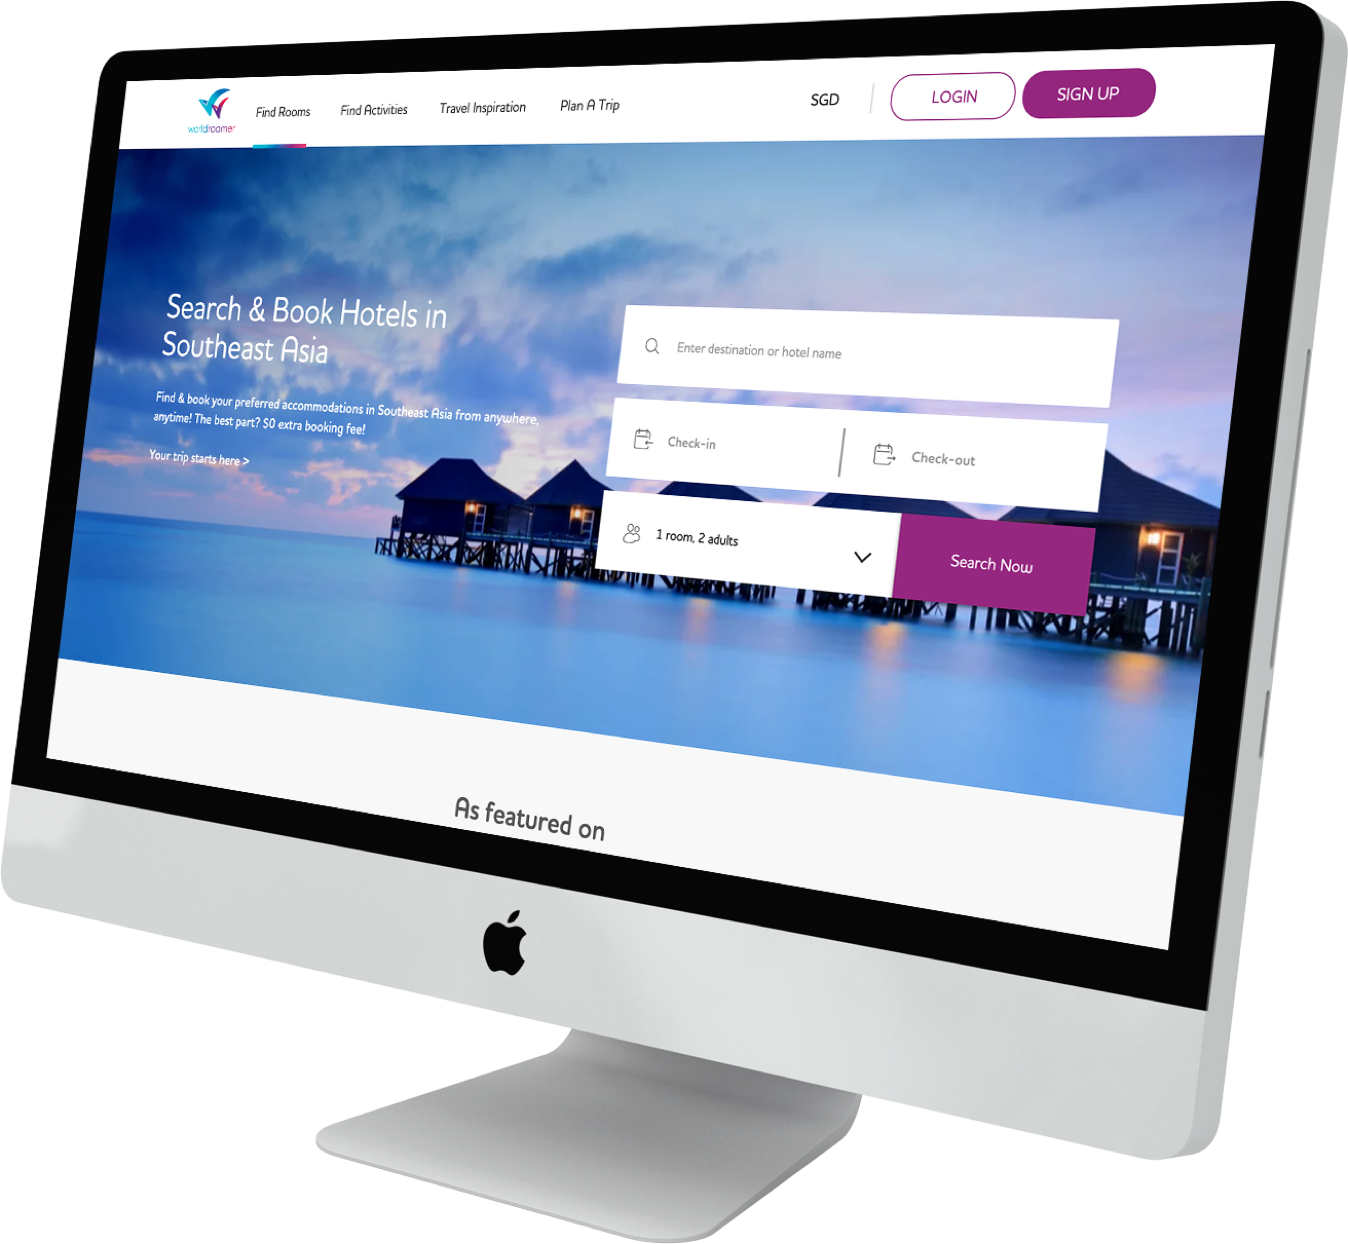 worldroamer
Find Rooms
Find Activities
Travel Inspiration
Plan A Trip
SGD
LOGIN
SIGN UP
Search & Book Hotels in
Southeast Asia
Find & book your preferred accommodations in Southeast Asia from anywhere,
anytime! The best part? $0 extra booking fee!
Your trip starts here >
Enter destination or hotel name
Check-in
Check-out
1 room, 2 adults
Search Now
As featured on